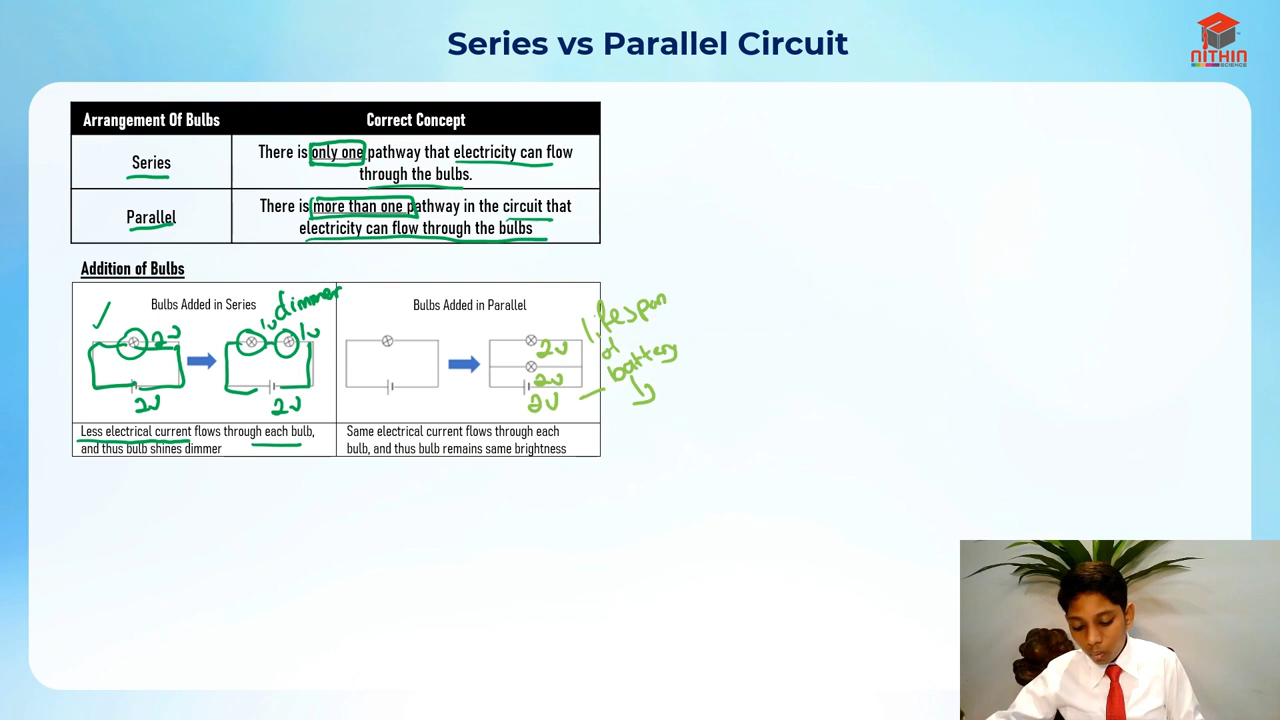 Series vs Parallel Circuit
NITHIN
SCIENCE
Arrangement Of Bulbs Correct Concept
Series
There is only one pathway that electricity can flow
through the bulbs.
Parallel
There is more than one pathway in the circuit that
electricity can flow through the bulbs
Addition of Bulbs
Bulbs Added in Series
dimmer
2v
1v
1v
2v
2v
Less electrical current flows through each bulb,
and thus bulb shines dimmer
Bulbs Added in Parallel
2v
2v
2v
lifespan
of
battery
Same electrical current flows through each
bulb, and thus bulb remains same brightness